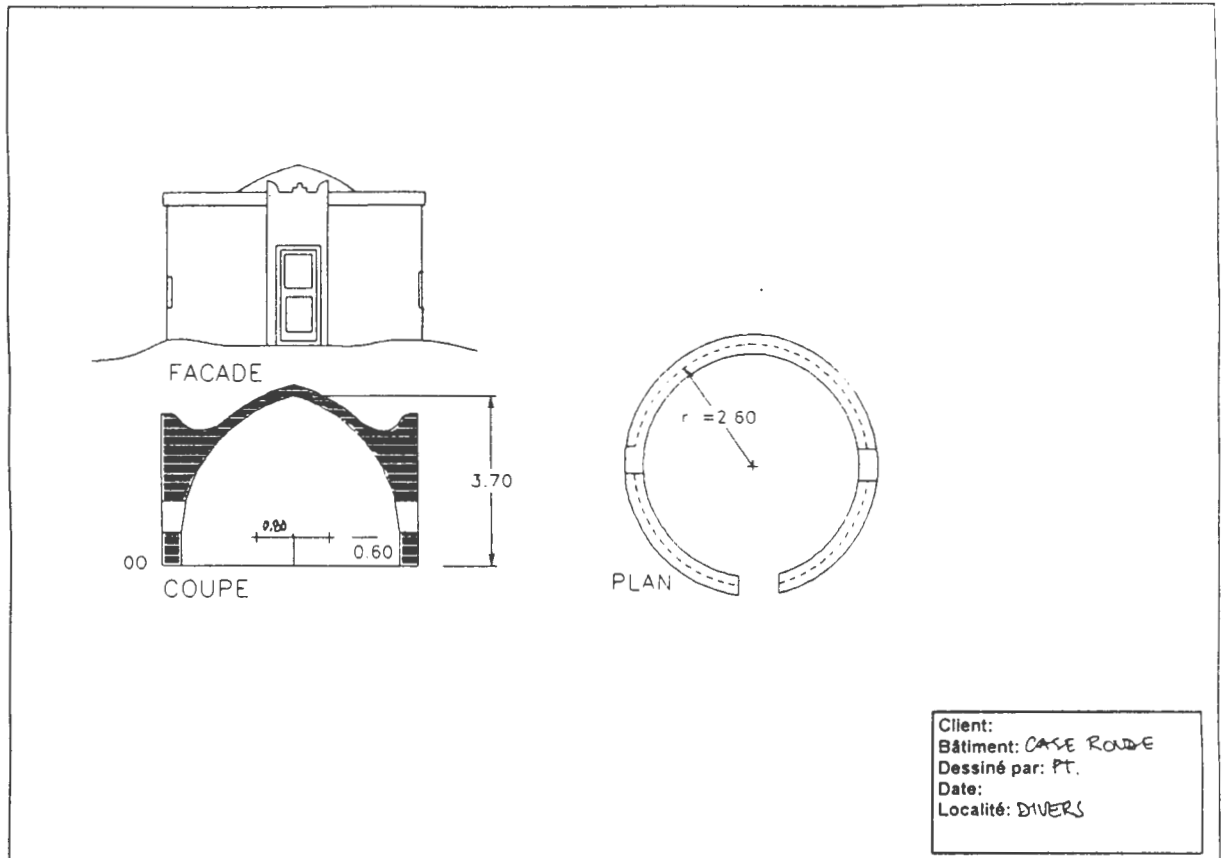 FACADE
3.70
0.80
0.60
00
COUPE
r =2 60
PLAN
Client:
Bâtiment: CASE RONDE
Dessiné par: PT.
Date:
Localité: DIVERS